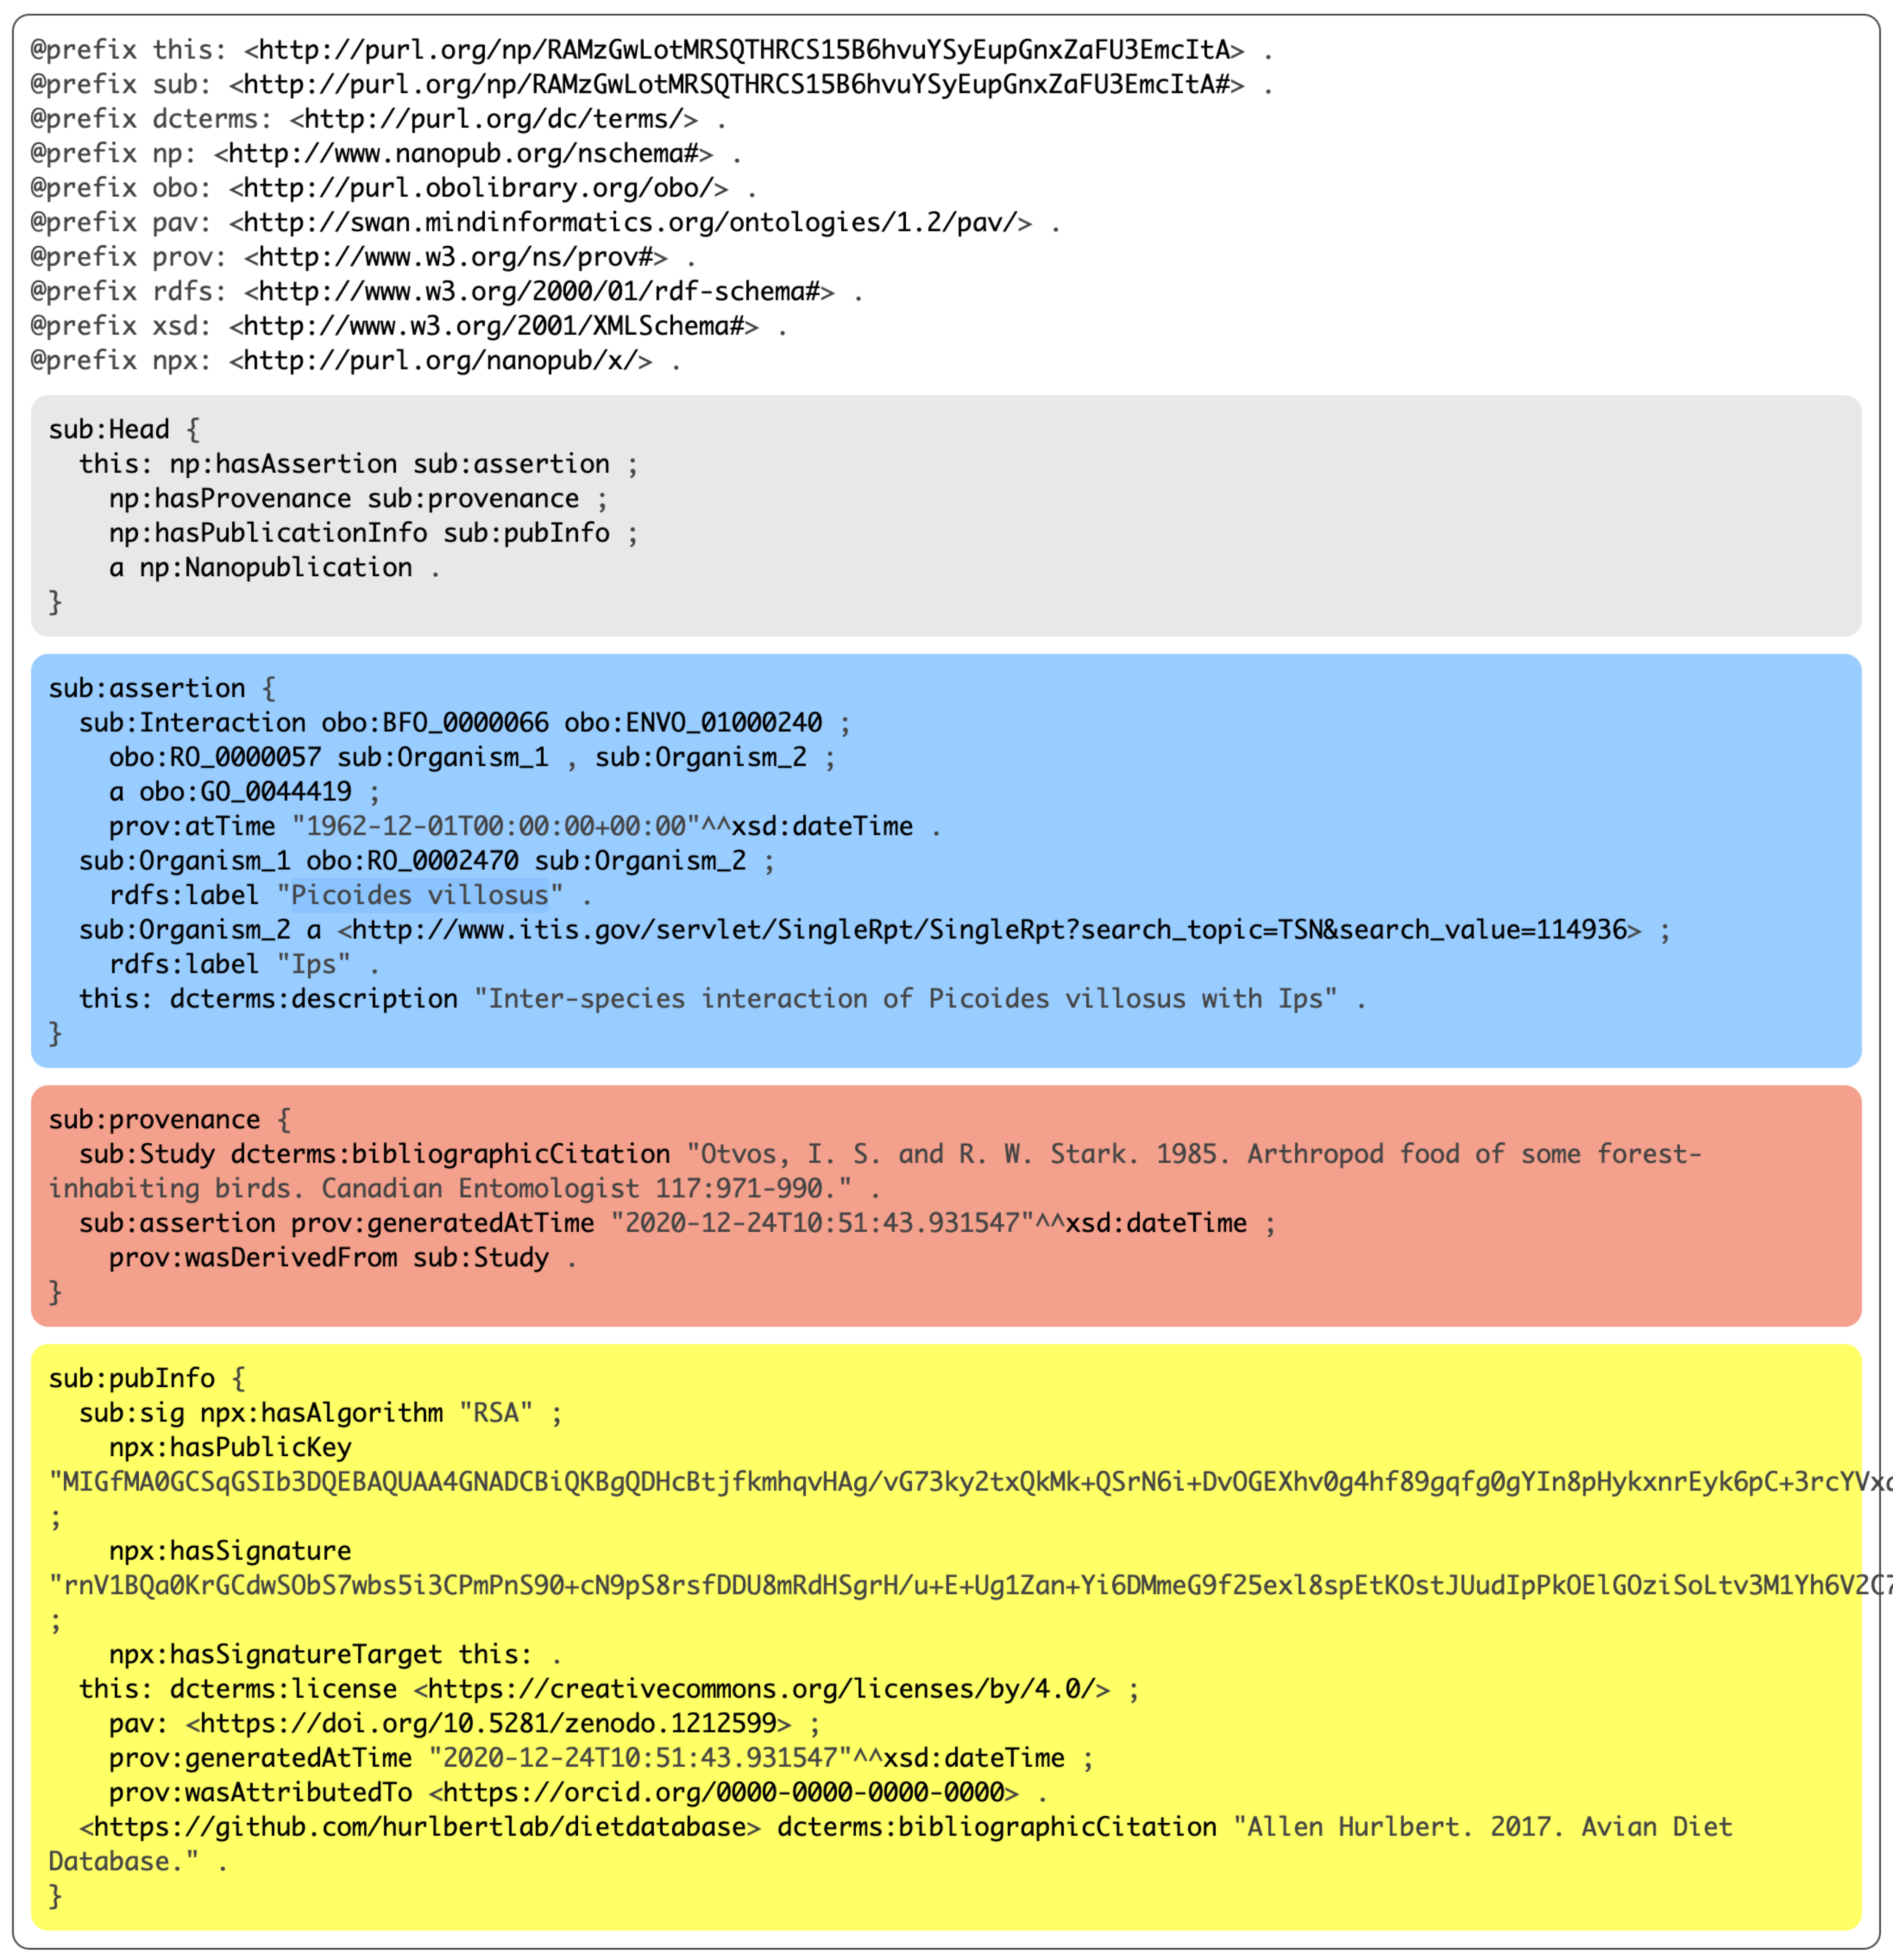 @prefix this: <http://purl.org/np/RAMzGwLotMRSQTHRCS15B6hvuYSyEupGnxZaFU3EmcItA> .
@prefix sub: <http://purl.org/np/RAMzGwLotMRSQTHRCS15B6hvuYSyEupGnxZaFU3EmcItA#> .
@prefix dcterms: <http://purl.org/dc/terms/> .
@prefix np: <http://www.nanopub.org/nschema#> .
@prefix obo: <http://purl.obolibrary.org/obo/> .
@prefix pav: <http://swan.mindinformatics.org/ontologies/1.2/pav/> .
@prefix prov: <http://www.w3.org/ns/prov#> .
@prefix rdfs: <http://www.w3.org/2000/01/rdf-schema#> .
@prefix xsd: <http://www.w3.org/2001/XMLSchema#> .
@prefix npx: <http://purl.org/nanopub/x/> .
sub:Head {
  this: np:hasAssertion sub:assertion ;
    np:hasProvenance sub:provenance ;
    np:hasPublicationInfo sub:pubInfo ;
    a np:Nanopublication .
}
sub:assertion {
  sub:Interaction obo:BFO_0000066 obo:ENVO_01000240 ;
    obo:RO_0000057 sub:Organism_1 , sub:Organism_2 ;
    a obo:GO_0044419 ;
    prov:atTime "1962-12-01T00:00:00+00:00"^^xsd:dateTime .
  sub:Organism_1 obo:RO_0002470 sub:Organism_2 ;
    rdfs:label "Picoides villosus" .
  sub:Organism_2 a <http://www.itis.gov/servlet/SingleRpt/SingleRpt?search_topic=TSN&search_value=114936> ;
    rdfs:label "Ips" .
  this: dcterms:description "Inter-species interaction of Picoides villosus with Ips" .
}
sub:provenance {
  sub:Study dcterms:bibliographicCitation "Otvos, I. S. and R. W. Stark. 1985. Arthropod food of some forest-
inhabiting birds. Canadian Entomologist 117:971-990." .
  sub:assertion prov:generatedAtTime "2020-12-24T10:51:43.931547"^^xsd:dateTime ;
    prov:wasDerivedFrom sub:Study .
}
sub:pubInfo {
  sub:sig npx:hasAlgorithm "RSA" ;
    npx:hasPublicKey
"MIGfMA0GCSqGSIb3DQEBAQUAA4GNADCBiQKBgQDHcBtjfkmhqvHAg/vG73ky2txQkMk+QSrN6i+DvOGEXhv0g4hf89gqfg0gYIn8pHykxnrEyk6pC+3rcYVx
;
    npx:hasSignature
"rnV1BQa0KrGCdwSObS7wbs5i3CPmPnS90+cN9pS8rsfDDU8mRdHSgrH/u+E+Ug1Zan+Yi6DMmeG9f25exl8spEtKOstJUudIpPkOElGOziSoLtv3M1Yh6V2C7
;
    npx:hasSignatureTarget this: .
  this: dcterms:license <https://creativecommons.org/licenses/by/4.0/> ;
    pav: <https://doi.org/10.5281/zenodo.1212599> ;
    prov:generatedAtTime "2020-12-24T10:51:43.931547"^^xsd:dateTime ;
    prov:wasAttributedTo <https://orcid.org/0000-0000-0000-0000> .
  <https://github.com/hurlbertlab/dietdatabase> dcterms:bibliographicCitation "Allen Hurlbert. 2017. Avian Diet
Database." .
}